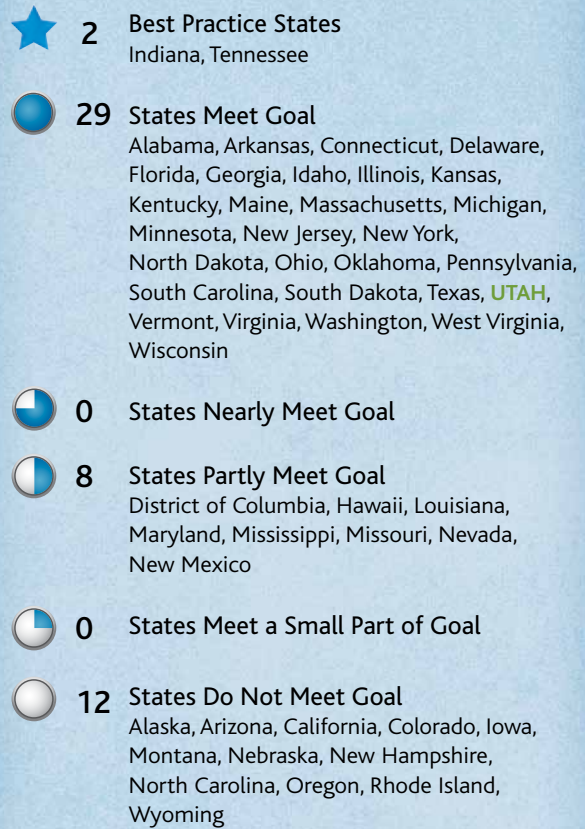 2 Best Practice States
Indiana, Tennessee
29 States Meet Goal
Alabama, Arkansas, Connecticut, Delaware,
Florida, Georgia, Idaho, Illinois, Kansas,
Kentucky, Maine, Massachusetts, Michigan,
Minnesota, New Jersey, New York,
North Dakota, Ohio, Oklahoma, Pennsylvania,
South Carolina, South Dakota, Texas, UTAH,
Vermont, Virginia, Washington, West Virginia,
Wisconsin
0 States Nearly Meet Goal
8 States Partly Meet Goal
District of Columbia, Hawaii, Louisiana,
Maryland, Mississippi, Missouri, Nevada,
New Mexico
0 States Meet a Small Part of Goal
12 States Do Not Meet Goal
Alaska, Arizona, California, Colorado, Iowa,
Montana, Nebraska, New Hampshire,
North Carolina, Oregon, Rhode Island,
Wyoming